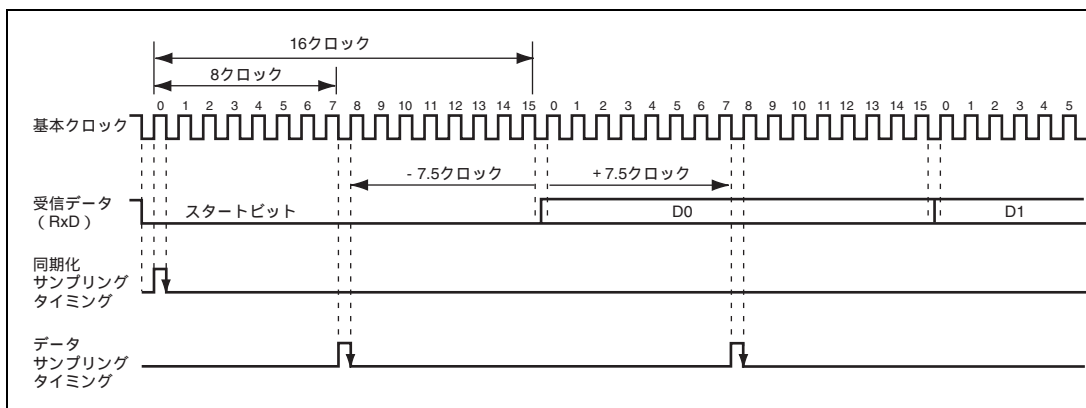 16クロック
8クロック
0 1 2 3 4 5 6 7 8 9 10 11 12 13 14 15 0 1 2 3 4 5 6 7 8 9 10 11 12 13 14 15 0 1 2 3 4 5
基本クロック
- 7.5クロック
+ 7.5クロック
受信データ
(RxD)
スタートビット
D0
D1
同期化
サンプリング
タイミング
データ
サンプリング
タイミング